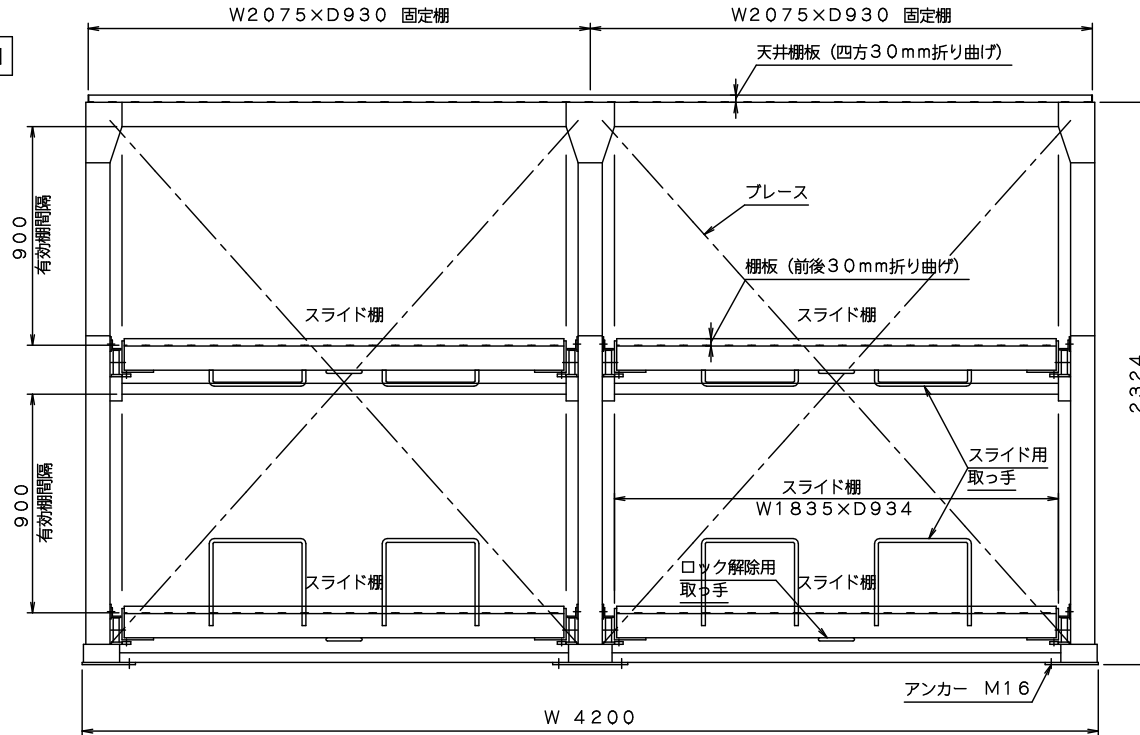 W2075×D930 固定棚
W2075×D930 固定棚
天井棚板（四方30mm折り曲げ）
900
有効棚間隔
ブレース
棚板（前後30mm折り曲げ）
スライド棚
スライド棚
2324
900
有効棚間隔
スライド用
取っ手
スライド棚
W1835×D934
ロック解除用
取っ手
スライド棚
スライド棚
アンカー M16
W 4200